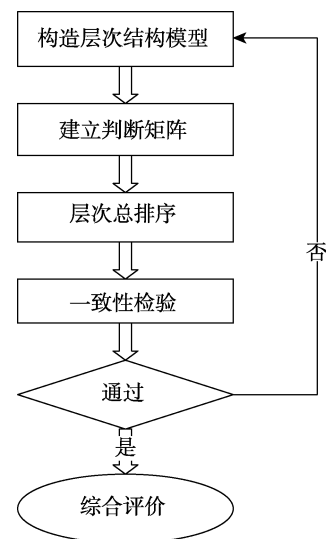 构造层次结构模型
建立判断矩阵
层次总排序
否
一致性检验
通过
是
综合评价